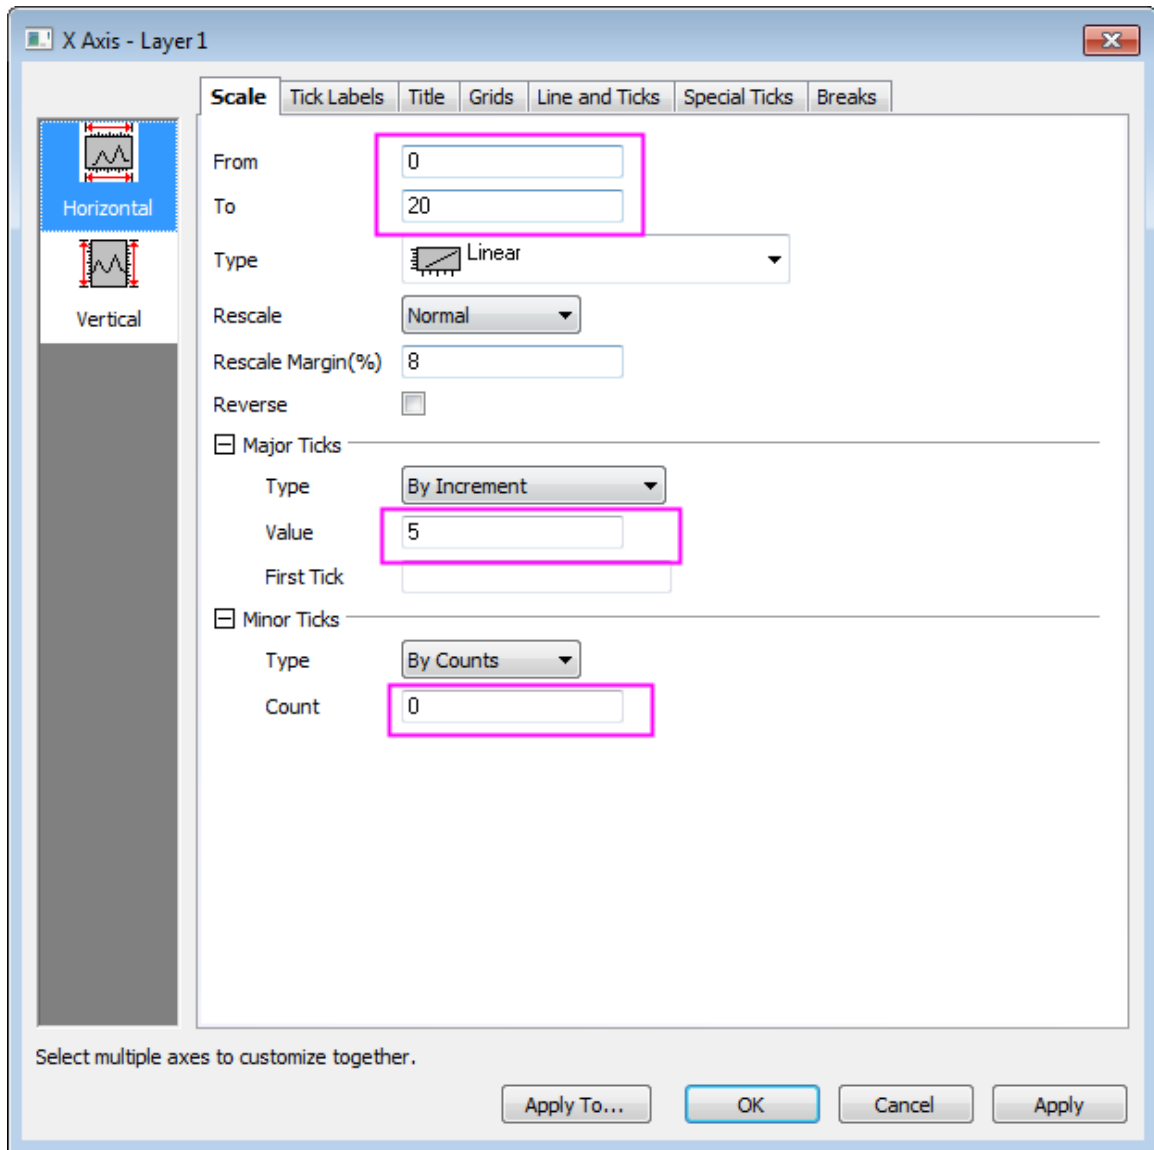 X Axis - Layer 1
Scale Tick Labels Title Grids Line and Ticks Special Ticks Breaks
Horizontal
Vertical
From 0
To 20
Type Linear
Rescale Normal
Rescale Margin(%) 8
Reverse
Major Ticks
Type By Increment
Value 5
First Tick
Minor Ticks
Type By Counts
Count 0
Select multiple axes to customize together.
Apply To... OK Cancel Apply